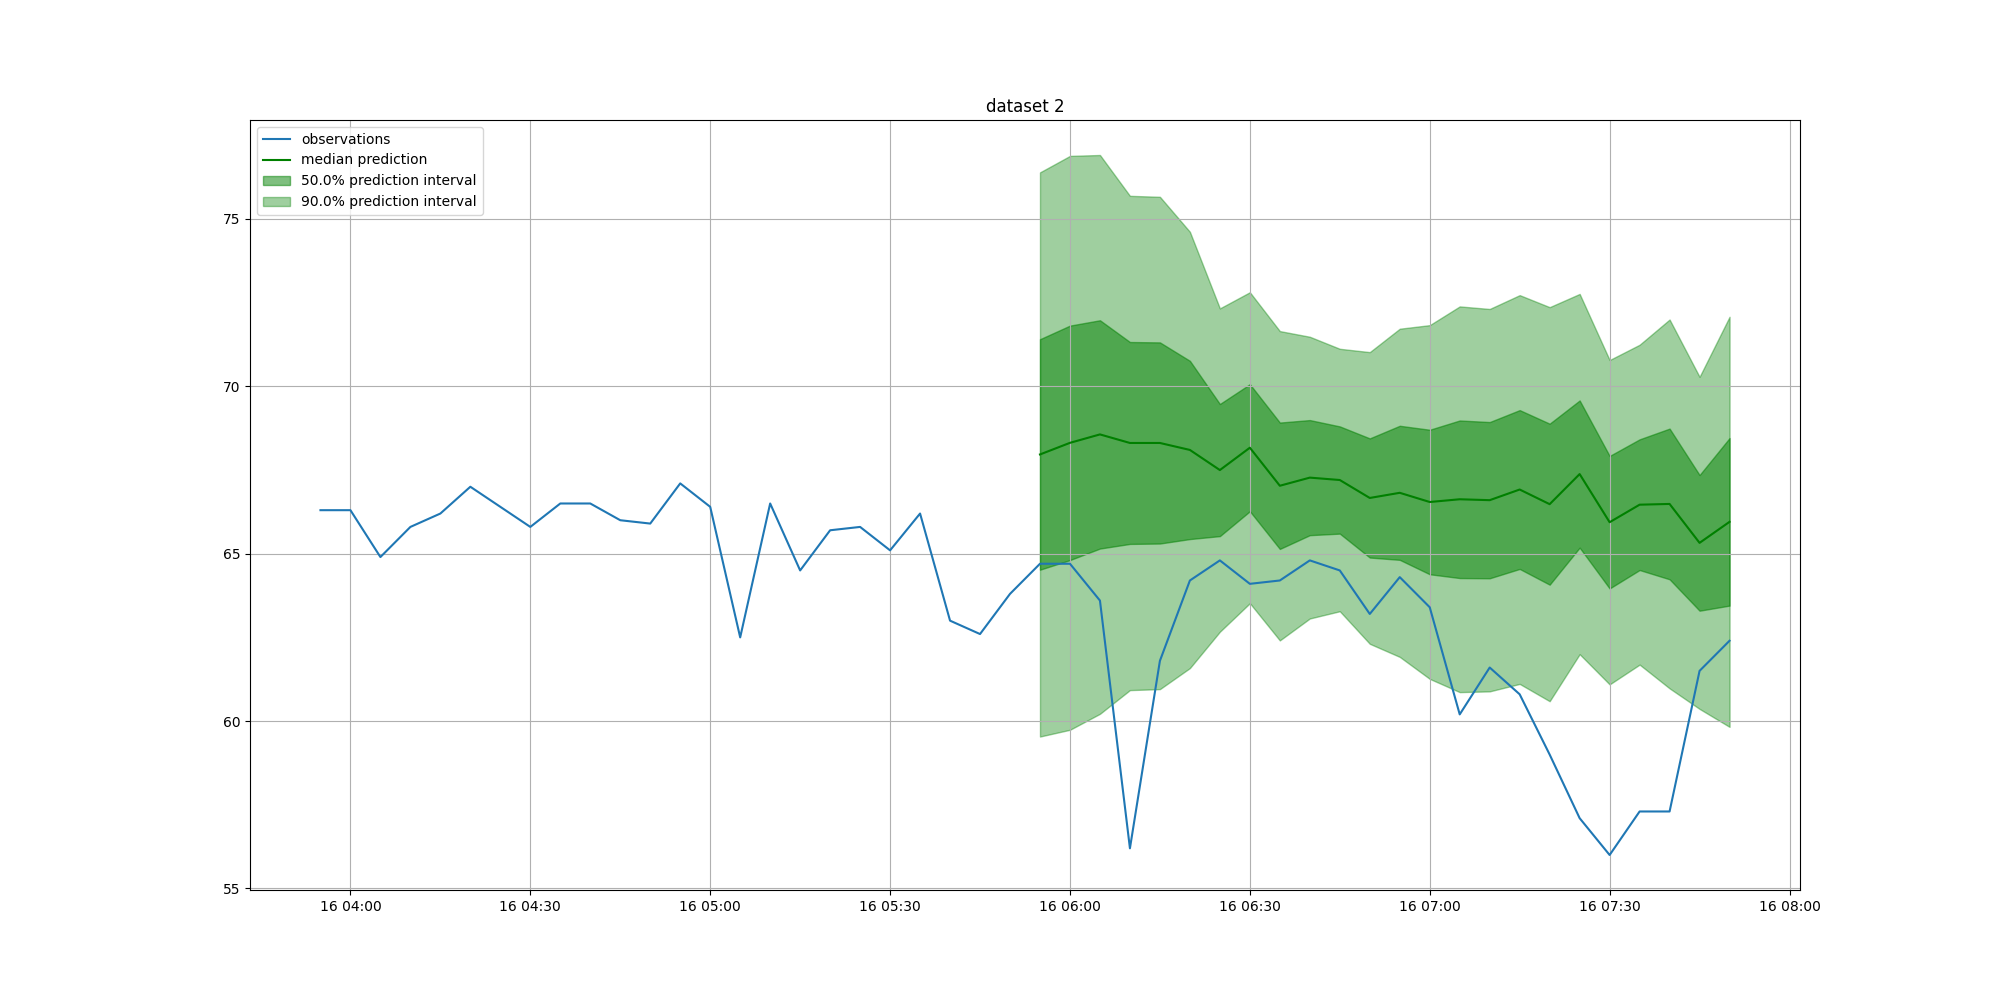 dataset 2
observations
median prediction
50.0% prediction interval
90.0% prediction interval
75
70
65
60
55
16 04:00
16 04:30
16 05:00
16 05:30
16 06:00
16 06:30
16 07:00
16 07:30
16 08:00